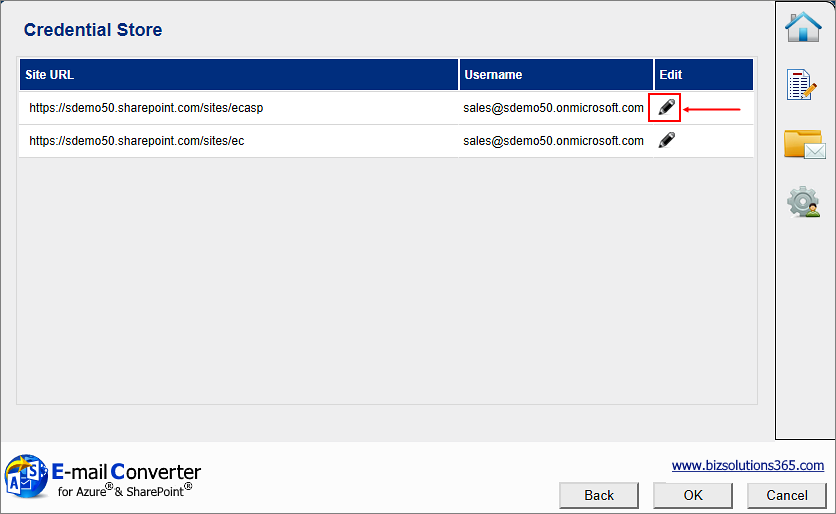 Credential Store
Site URL Username Edit
https://sdemo50.sharepoint.com/sites/ecasp sales@sdemo50.onmicrosoft.com
https://sdemo50.sharepoint.com/sites/ec sales@sdemo50.onmicrosoft.com
A S
E-mail Converter
for Azure® & SharePoint®
www.bizsolutions365.com
Back OK Cancel